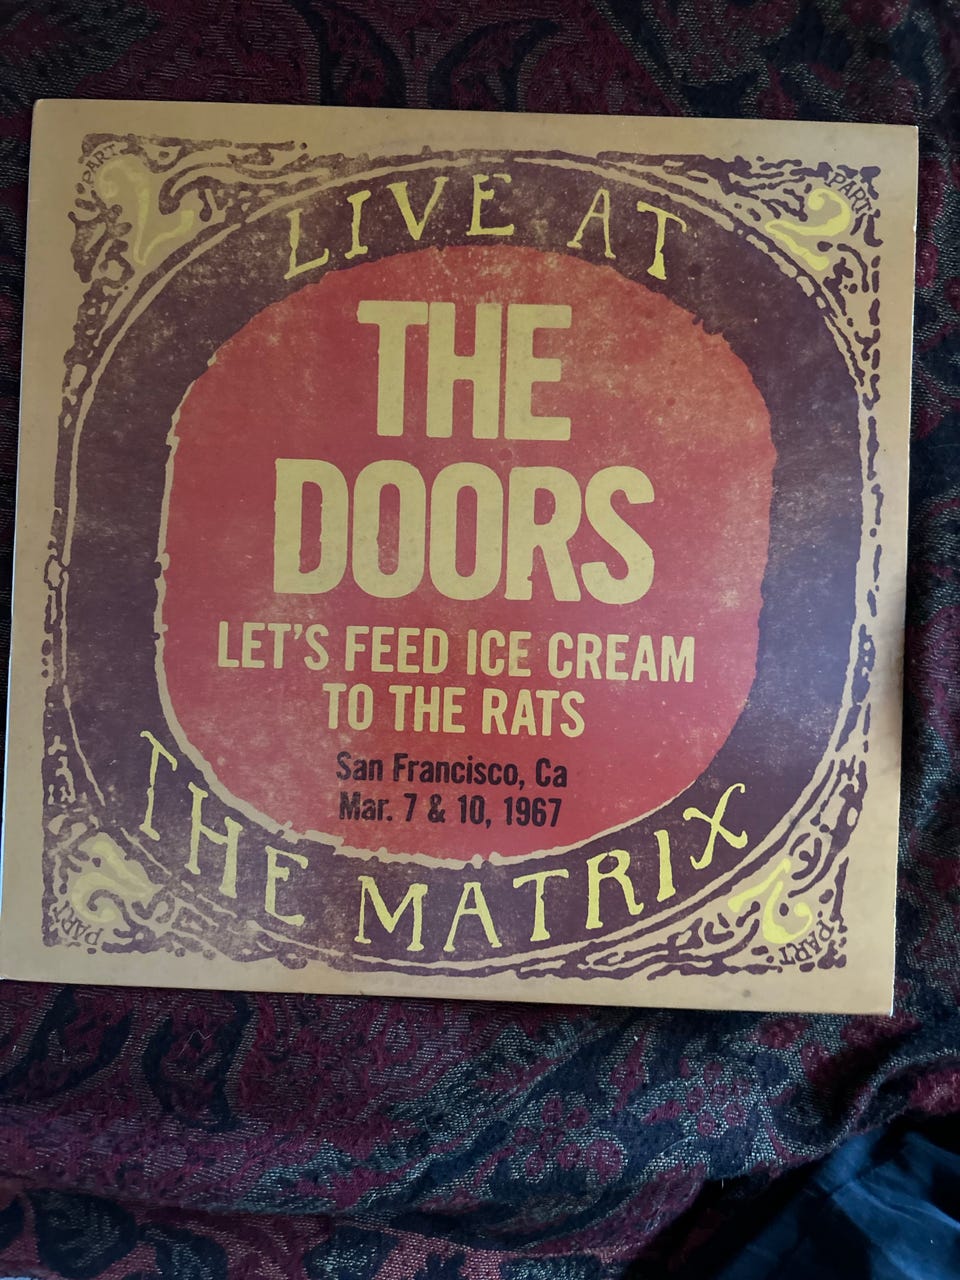 PART 2
PART 2
LIVE AT
THE
DOORS
LET'S FEED ICE CREAM
TO THE RATS
San Francisco, Ca
Mar. 7 & 10, 1967
THE MATRIX
PART 2
PART 2